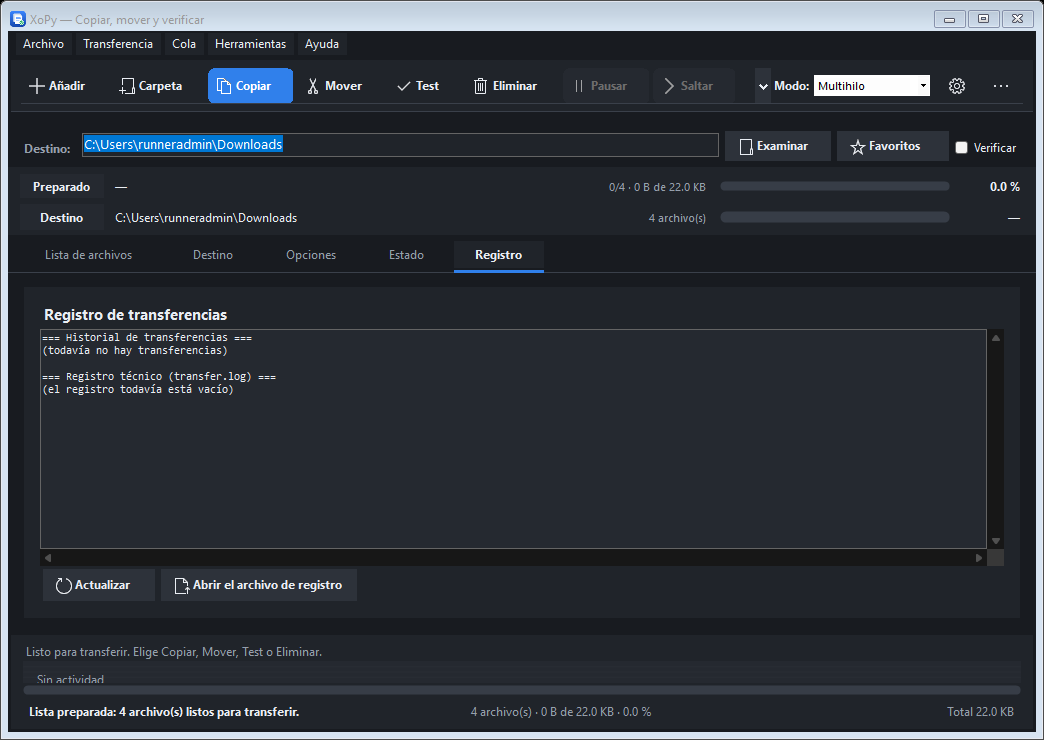 XoPy — Copiar, mover y verificar
Archivo Transferencia Cola Herramientas Ayuda
Añadir Carpeta Copiar Mover Test Eliminar Pausar Saltar Modo: Multihilo ...
Destino: C:\Users\runneradmin\Downloads Examinar Favoritos Verificar
Preparado — 0/4 · 0 B de 22.0 KB 0.0 %
Destino C:\Users\runneradmin\Downloads 4 archivo(s) —
Lista de archivos Destino Opciones Estado Registro
Registro de transferencias
=== Historial de transferencias ===
(todavía no hay transferencias)
=== Registro técnico (transfer.log) ===
(el registro todavía está vacío)
Actualizar Abrir el archivo de registro
Listo para transferir. Elige Copiar, Mover, Test o Eliminar.
Sin actividad
Lista preparada: 4 archivo(s) listos para transferir. 4 archivo(s) · 0 B de 22.0 KB · 0.0 % Total 22.0 KB